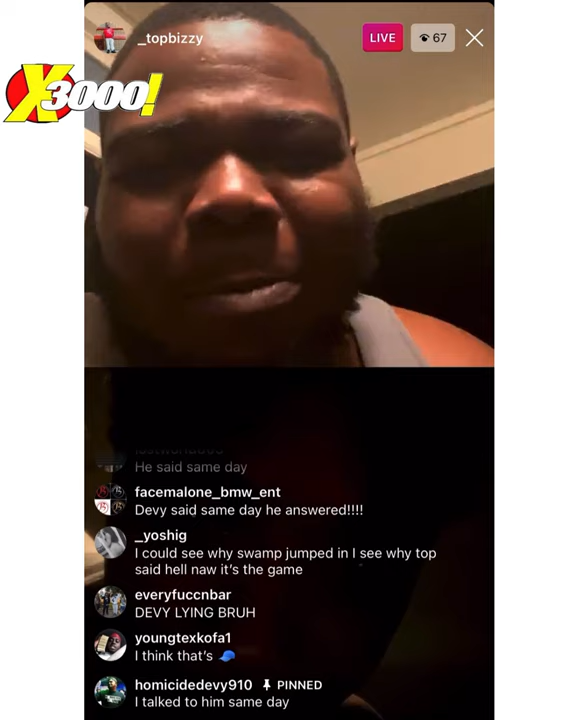 _topbizzy
LIVE
67
X3000!
He said same day
facemalone_bmw_ent
Devy said same day he answered!!!!
_yoshig
I could see why swamp jumped in I see why top
said hell naw it's the game
everyfuccnbar
DEVY LYING BRUH
youngtexkofa1
I think that's 🧢
homicidedevy910 PINNED
I talked to him same day